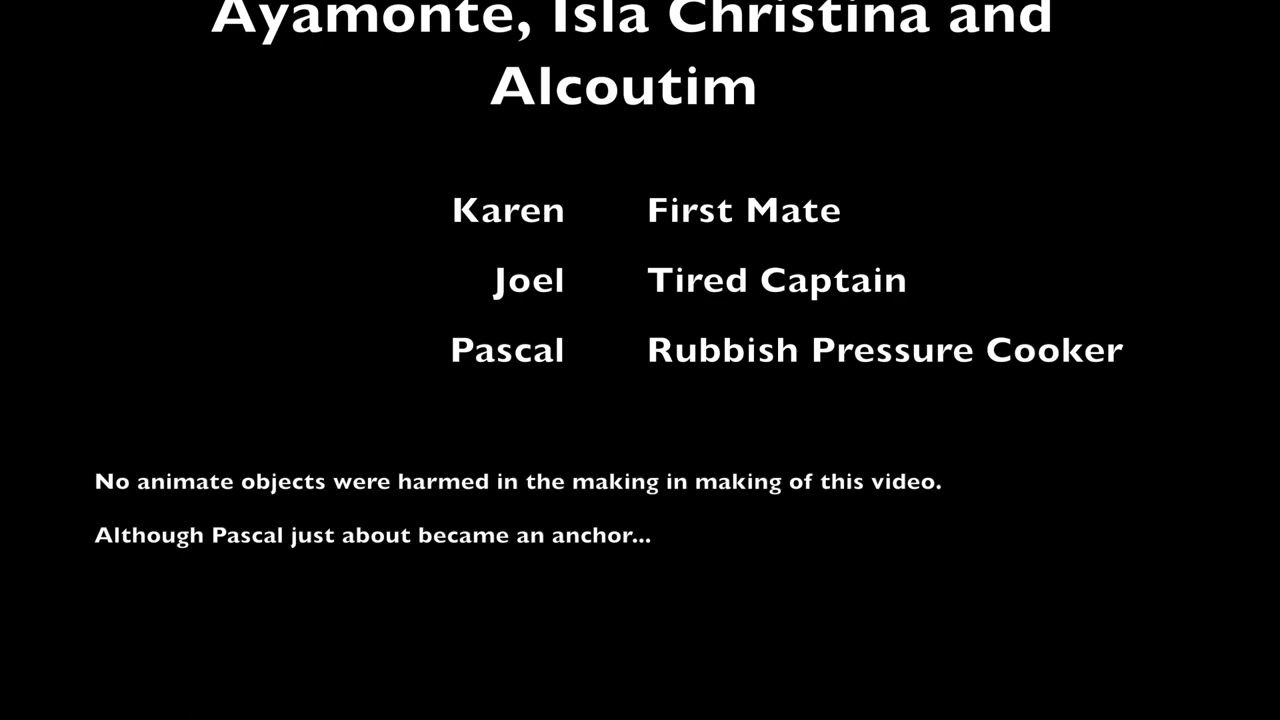 Ayamonte, Isla Christina and
Alcoutim
Karen First Mate
Joel Tired Captain
Pascal Rubbish Pressure Cooker
No animate objects were harmed in the making in making of this video.
Although Pascal just about became an anchor...